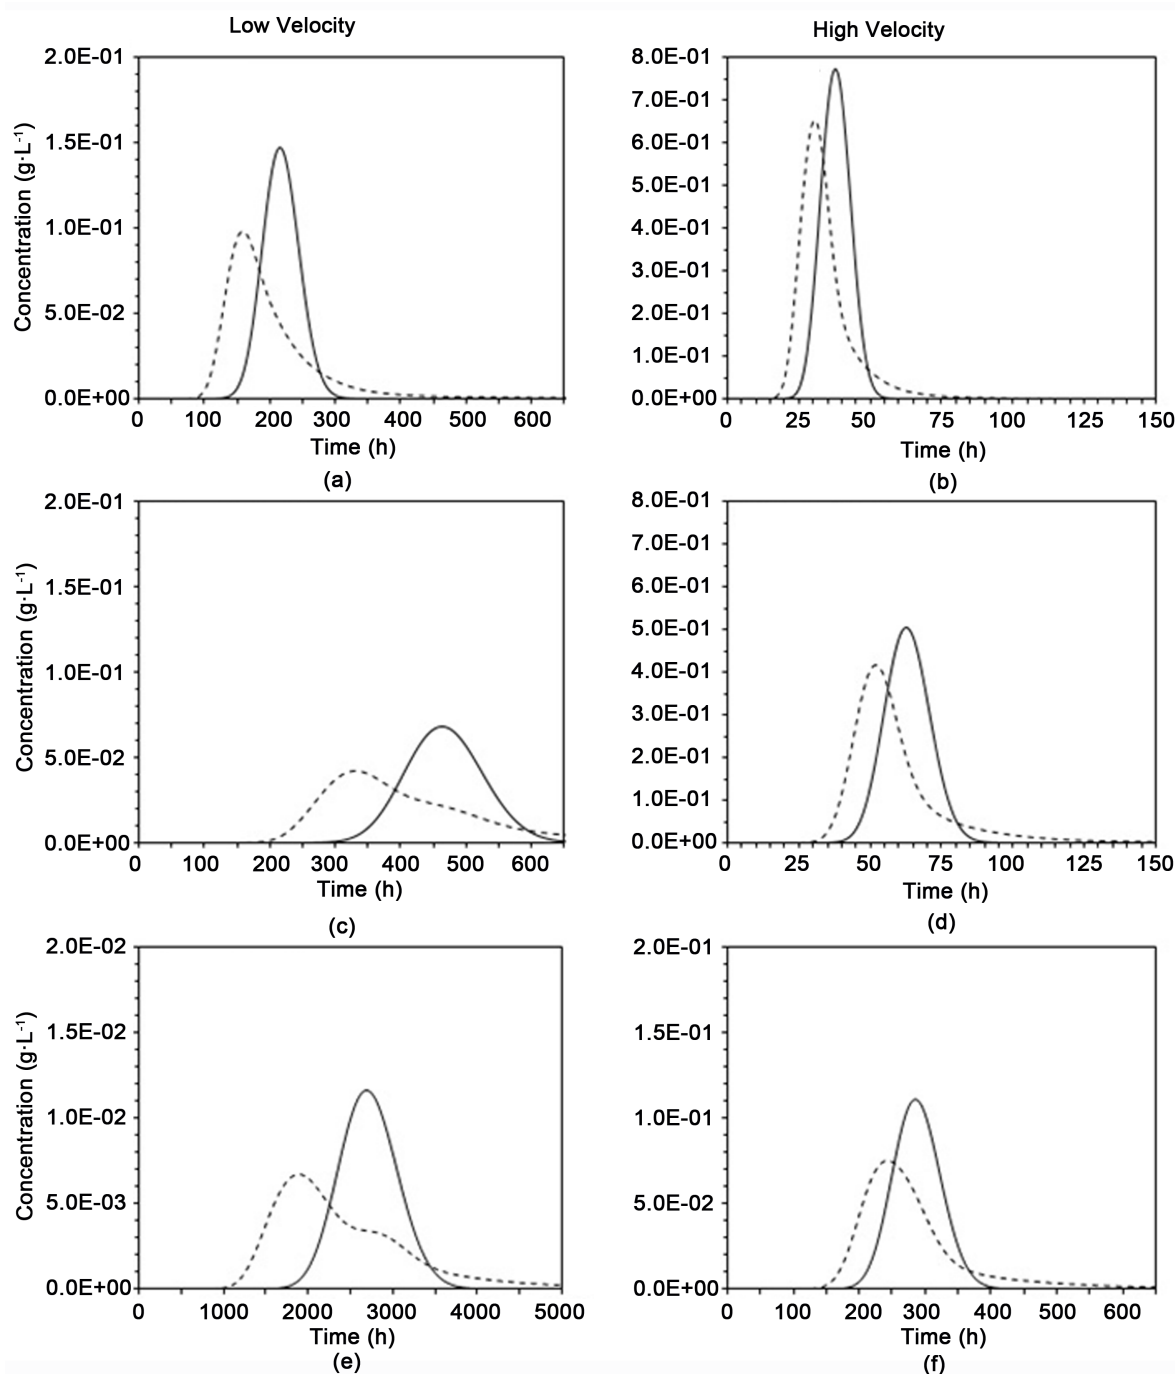 Low Velocity
High Velocity
2.0E-01
1.5E-01
1.0E-01
5.0E-02
0.0E+00
Concentration (g·L⁻¹)
0 100 200 300 400 500 600
Time (h)
(a)
8.0E-01
7.0E-01
6.0E-01
5.0E-01
4.0E-01
3.0E-01
2.0E-01
1.0E-01
0.0E+00
0 25 50 75 100 125 150
Time (h)
(b)
2.0E-01
1.5E-01
1.0E-01
5.0E-02
0.0E+00
Concentration (g·L⁻¹)
0 100 200 300 400 500 600
Time (h)
(c)
8.0E-01
7.0E-01
6.0E-01
5.0E-01
4.0E-01
3.0E-01
2.0E-01
1.0E-01
0.0E+00
0 25 50 75 100 125 150
Time (h)
(d)
2.0E-02
1.5E-02
1.0E-02
5.0E-03
0.0E+00
Concentration (g·L⁻¹)
0 1000 2000 3000 4000 5000
Time (h)
(e)
2.0E-01
1.5E-01
1.0E-01
5.0E-02
0.0E+00
0 100 200 300 400 500 600
Time (h)
(f)